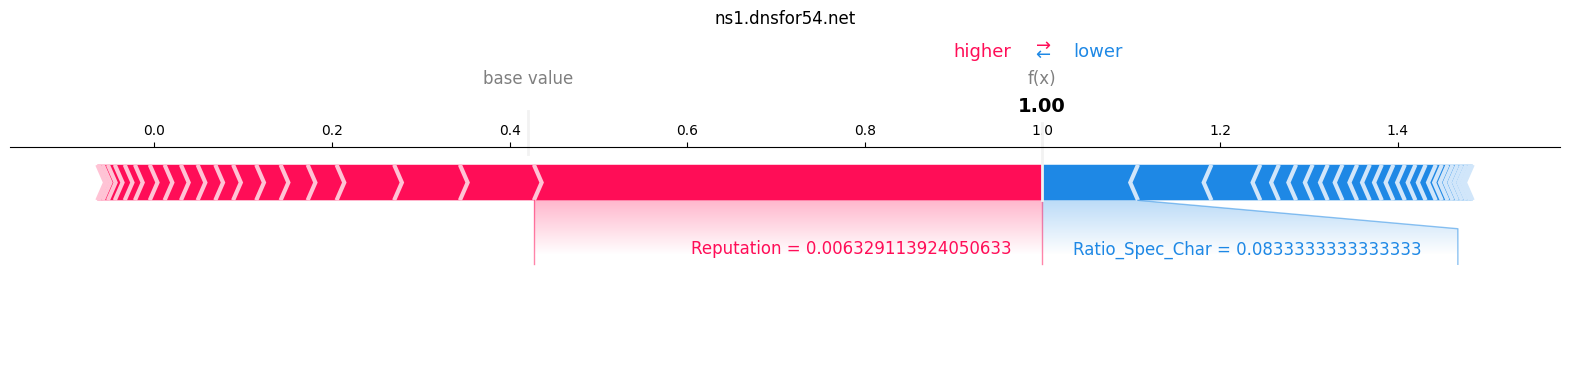 ns1.dnsfor54.net
higher → ← lower
base value f(x)
1.00
0.0 0.2 0.4 0.6 0.8 1.0 1.2 1.4
Reputation = 0.006329113924050633 Ratio_Spec_Char = 0.0833333333333333